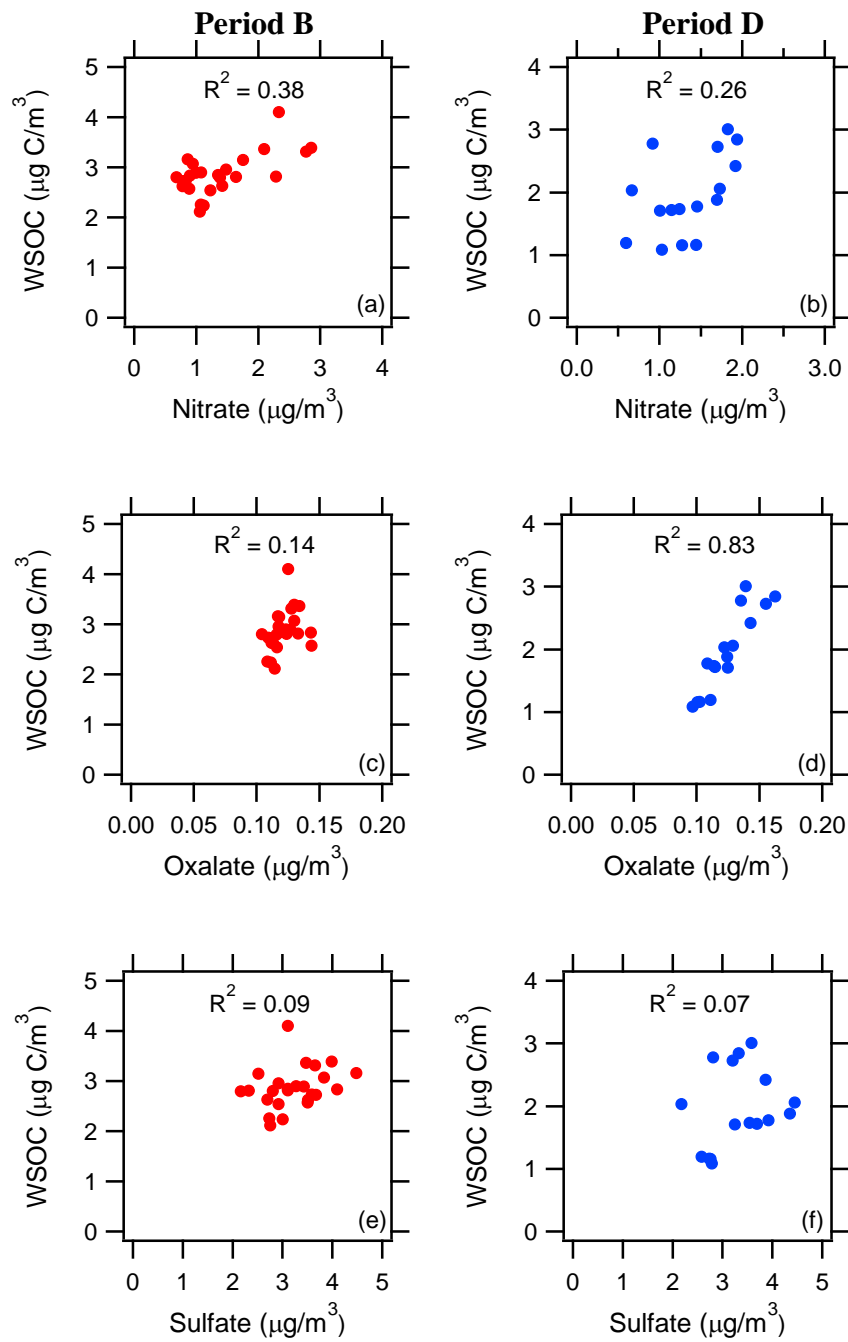 Period B
Period D
5
4
3
2
1
0
WSOC (µg C/m³)
R² = 0.38
(a)
0 1 2 3 4
Nitrate (µg/m³)
4
3
2
1
0
WSOC (µg C/m³)
R² = 0.26
(b)
0.0 1.0 2.0 3.0
Nitrate (µg/m³)
5
4
3
2
1
0
WSOC (µg C/m³)
R² = 0.14
(c)
0.00 0.05 0.10 0.15 0.20
Oxalate (µg/m³)
4
3
2
1
0
WSOC (µg C/m³)
R² = 0.83
(d)
0.00 0.10 0.20
Oxalate (µg/m³)
5
4
3
2
1
0
WSOC (µg C/m³)
R² = 0.09
(e)
0 1 2 3 4 5
Sulfate (µg/m³)
4
3
2
1
0
WSOC (µg C/m³)
R² = 0.07
(f)
0 1 2 3 4 5
Sulfate (µg/m³)